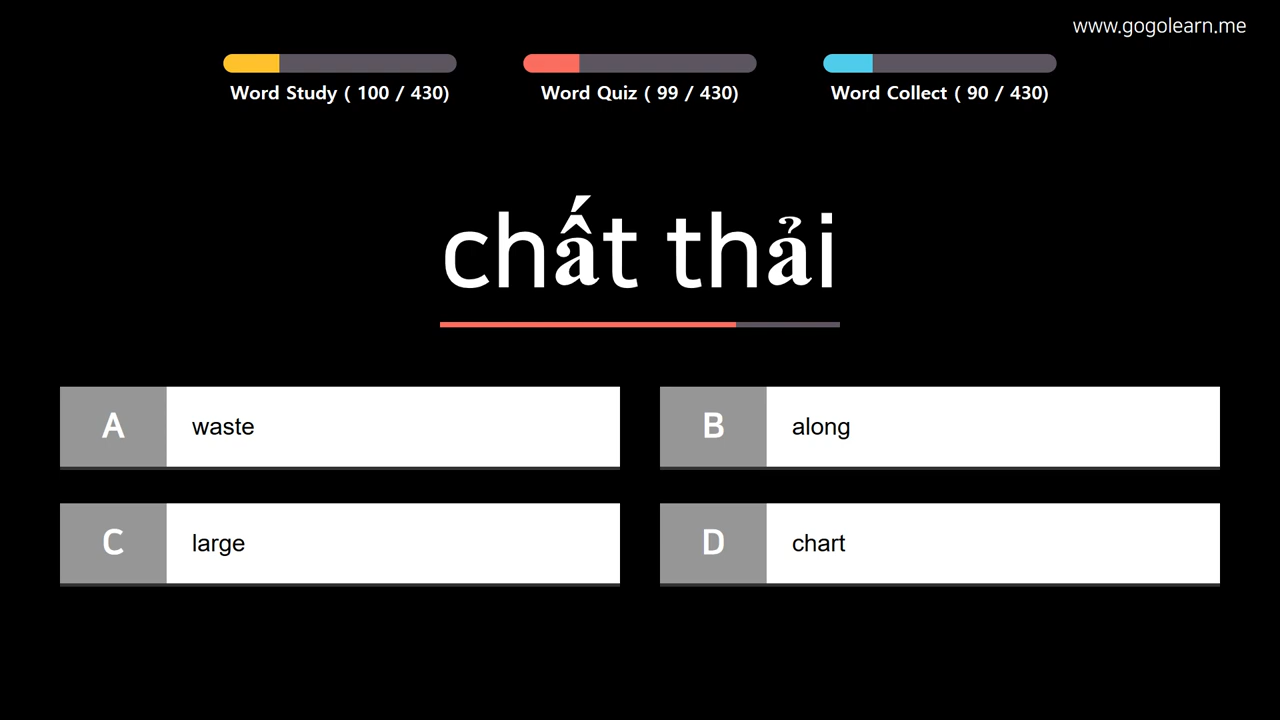 www.gogolearn.me
Word Study ( 100 / 430)
Word Quiz ( 99 / 430)
Word Collect ( 90 / 430)
chất thải
A waste
B along
C large
D chart